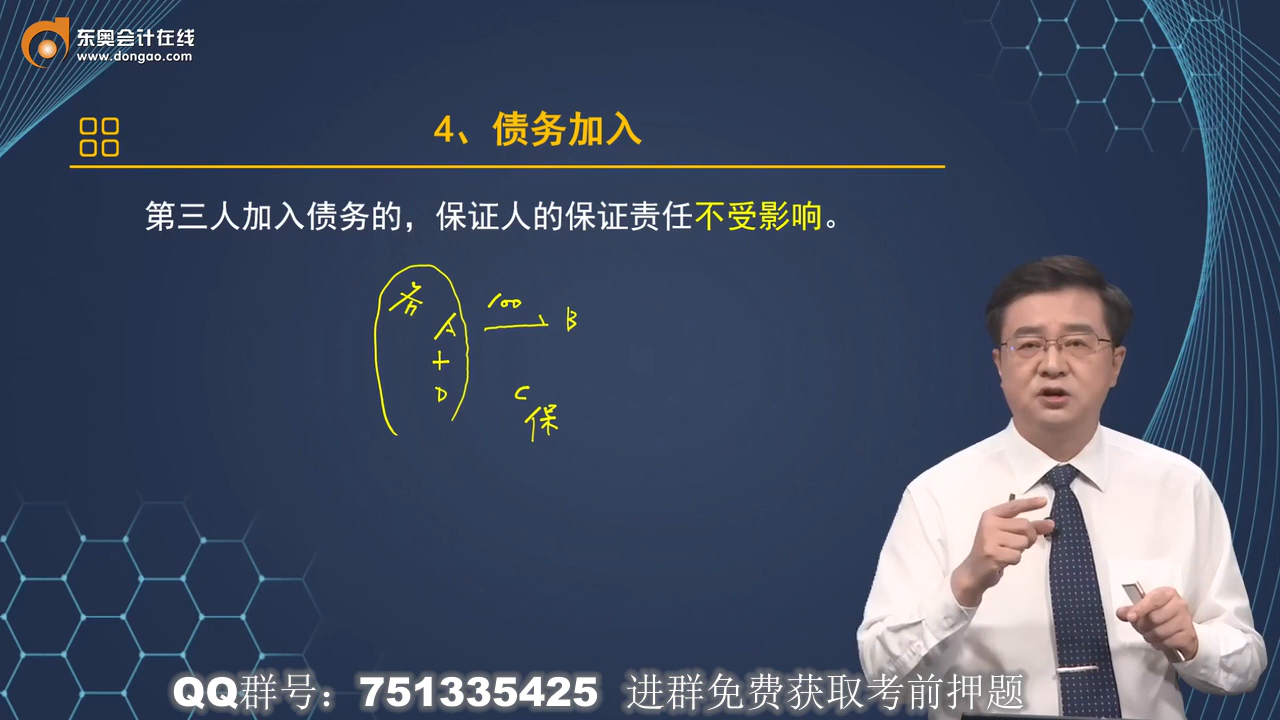 东奥会计在线
www.dongao.com
4、债务加入
第三人加入债务的，保证人的保证责任不受影响。
100
A
B
+
D
C
保
QQ群号：751335425 进群免费获取考前押题